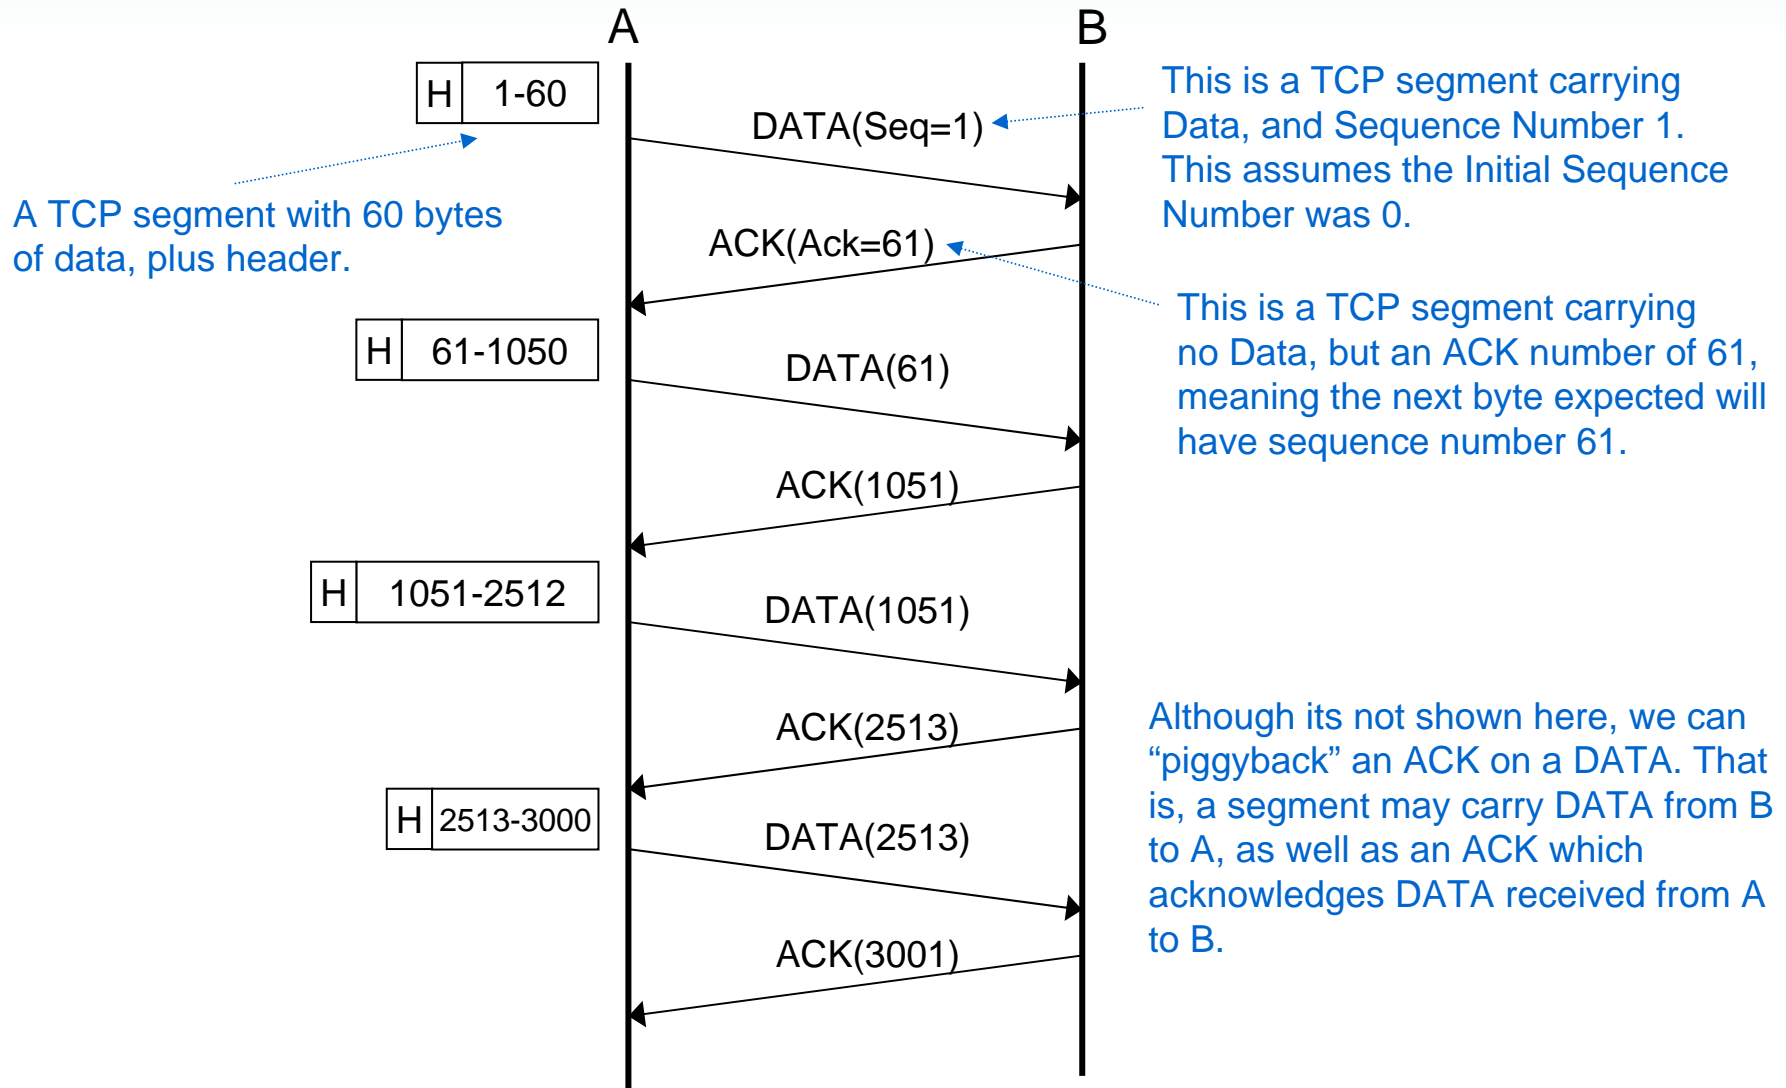 A
B
H 1-60
DATA(Seq=1)
This is a TCP segment carrying
Data, and Sequence Number 1.
This assumes the Initial Sequence
Number was 0.
A TCP segment with 60 bytes
of data, plus header.
ACK(Ack=61)
This is a TCP segment carrying
no Data, but an ACK number of 61,
meaning the next byte expected will
have sequence number 61.
H 61-1050
DATA(61)
ACK(1051)
H 1051-2512
DATA(1051)
ACK(2513)
Although its not shown here, we can
“piggyback” an ACK on a DATA. That
is, a segment may carry DATA from B
to A, as well as an ACK which
acknowledges DATA received from A
to B.
H 2513-3000
DATA(2513)
ACK(3001)